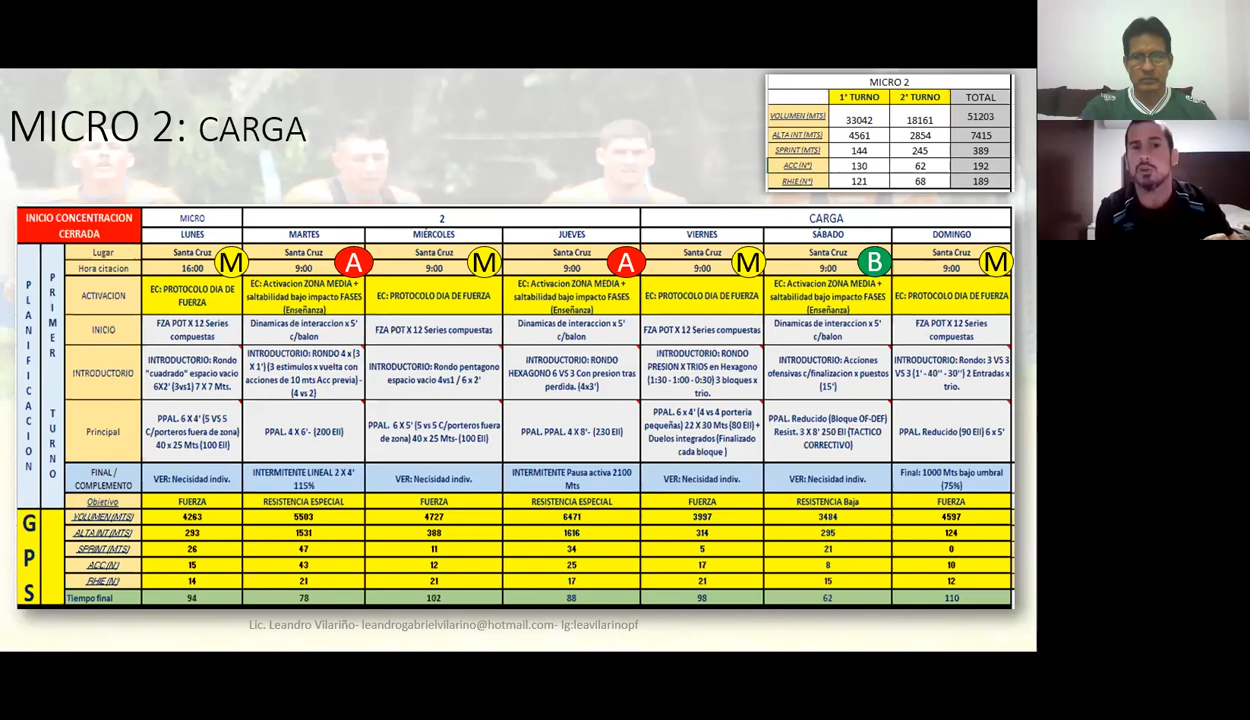 MICRO 2: CARGA
MICRO 2
1° TURNO 2° TURNO TOTAL
VOLUMEN (MTS) 33042 18161 51203
ALTA INT (MTS) 4561 2854 7415
SPRINT (MTS) 144 245 389
ACC (N°) 130 62 192
RHIE (N°) 121 68 189
INICIO CONCENTRACION CERRADA
MICRO 2 CARGA
LUNES MARTES MIÉRCOLES JUEVES VIERNES SÁBADO DOMINGO
PLANIFICACION
PRIMER TURNO
Lugar Santa Cruz Santa Cruz Santa Cruz Santa Cruz Santa Cruz Santa Cruz Santa Cruz
M A M A M B M
Hora citacion 16:00 9:00 9:00 9:00 9:00 9:00 9:00
ACTIVACIÓN
EC: PROTOCOLO DIA DE
FUERZA
EC: Activacion ZONA MEDIA +
saltabilidad bajo impacto FASES
(Enseñanza)
EC: PROTOCOLO DIA DE FUERZA
EC: Activacion ZONA MEDIA +
saltabilidad bajo impacto FASES
(Enseñanza)
EC: PROTOCOLO DIA DE FUERZA
EC: Activacion ZONA MEDIA +
saltabilidad bajo impacto FASES
(Enseñanza)
EC: PROTOCOLO DIA DE FUERZA
INICIO
FZA POT X 12 Series
compuestas
Dinamicas de interaccion x 5'
c/balon
FZA POT X 12 Series compuestas
Dinamicas de interaccion x 5'
c/balon
FZA POT X 12 Series compuestas
Dinamicas de interaccion x 5'
c/balon
FZA POT X 12 Series
compuestas
INTRODUCTORIO
INTRODUCTORIO: Rondo
"cuadrado" espacio vacio
6X2' (3vs1) 7 X 7 Mts.
INTRODUCTORIO: RONDO 4 x (3
X 1') (3 estimulos x vuelta con
acciones de 10 mts Acc previa) -
(4 vs 2)
INTRODUCTORIO: Rondo pentagono
espacio vacio 4vs1 / 6 x 2'
INTRODUCTORIO: RONDO
HEXAGONO 6 VS 3 Con presion tras
perdida. (4x3')
INTRODUCTORIO: RONDO
PRESION X TRIOS en Hexagono
(1:30 - 1:00 - 0:30) 3 bloques x
trio.
INTRODUCTORIO: Acciones
ofensivas c/finalizacion x puestos
(15')
INTRODUCTORIO: Rondo: 3 VS 3
VS 3 (1' - 40'' - 30'') 2 Entradas x
trio.
Principal
PPAL. 6 X 4' (5 VS 5
C/porteros fuera de zona)
40 x 25 Mts (100 EII)
PPAL. 4 X 6'- (200 EII)
PPAL. 6 X 5' (5 vs 5 C/porteros fuera
de zona) 40 x 25 Mts- (100 EII)
PPAL. PPAL. 4 X 8'- (230 EII)
PPAL. 6 x 4' (4 vs 4 porteria
pequeñas) 22 X 30 Mts (80 EII) +
Duelos integrados (Finalizado
cada bloque )
PPAL. Reducido (Bloque OF-DEF)
Resist. 3 X 8' 250 EII (TACTICO
CORRECTIVO)
PPAL. Reducido (90 EII) 6 x 5'
FINAL /
COMPLEMENTO
VER: Necisidad indiv.
INTERMITENTE LINEAL 2 X 4'
115%
VER: Necisidad indiv.
INTERMITENTE Pausa activa 2100
Mts
VER: Necisidad indiv.
VER: Necisidad indiv.
Final: 1000 Mts bajo umbral
(75%)
Objetivo FUERZA RESISTENCIA ESPECIAL FUERZA RESISTENCIA ESPECIAL FUERZA RESISTENCIA Baja FUERZA
GPS
VOLUMEN (MTS) 4263 5503 4727 6471 3997 3484 4597
ALTA INT (MTS) 293 1531 388 1616 314 295 124
SPRINT (MTS) 26 47 11 34 5 21 0
ACC (N) 15 43 12 25 17 8 10
RHIE (N) 14 21 21 17 21 15 12
Tiempo final 94 78 102 88 98 62 110
Lic. Leandro Vilariño- leandrogabrielvilarino@hotmail.com- Ig:leavilarinopf